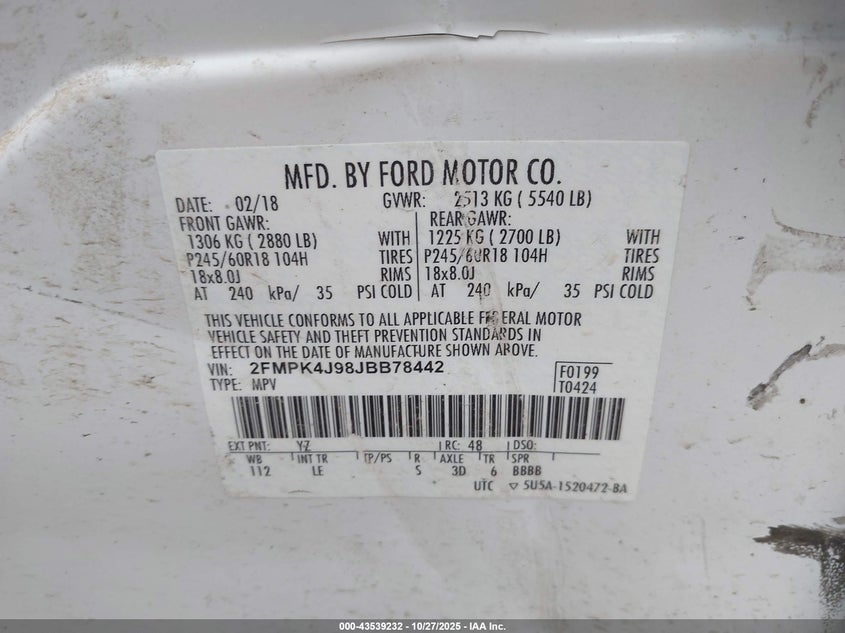 MFD. BY FORD MOTOR CO.
DATE: 02/18 GVWR: 2513 KG ( 5540 LB)
FRONT GAWR: REAR GAWR:
1306 KG ( 2880 LB) WITH 1225 KG ( 2700 LB) WITH
P245/60R18 104H TIRES P245/60R18 104H TIRES
18x8.0J RIMS 18x8.0J RIMS
AT 240 kPa/ 35 PSI COLD AT 240 kPa/ 35 PSI COLD
THIS VEHICLE CONFORMS TO ALL APPLICABLE FEDERAL MOTOR
VEHICLE SAFETY AND THEFT PREVENTION STANDARDS IN
EFFECT ON THE DATE OF MANUFACTURE SHOWN ABOVE.
VIN: 2FMPK4J98JBB78442 F0199
TYPE: MPV T0424
EXT PNT: YZ RC: 48 DSO:
WB INT TR TP/PS R AXLE TR SPR
112 LE S 3D 6 BBBB
UTC ▽ 5U5A-1520472-BA
000-43539232 - 10/27/2025 - IAA Inc.